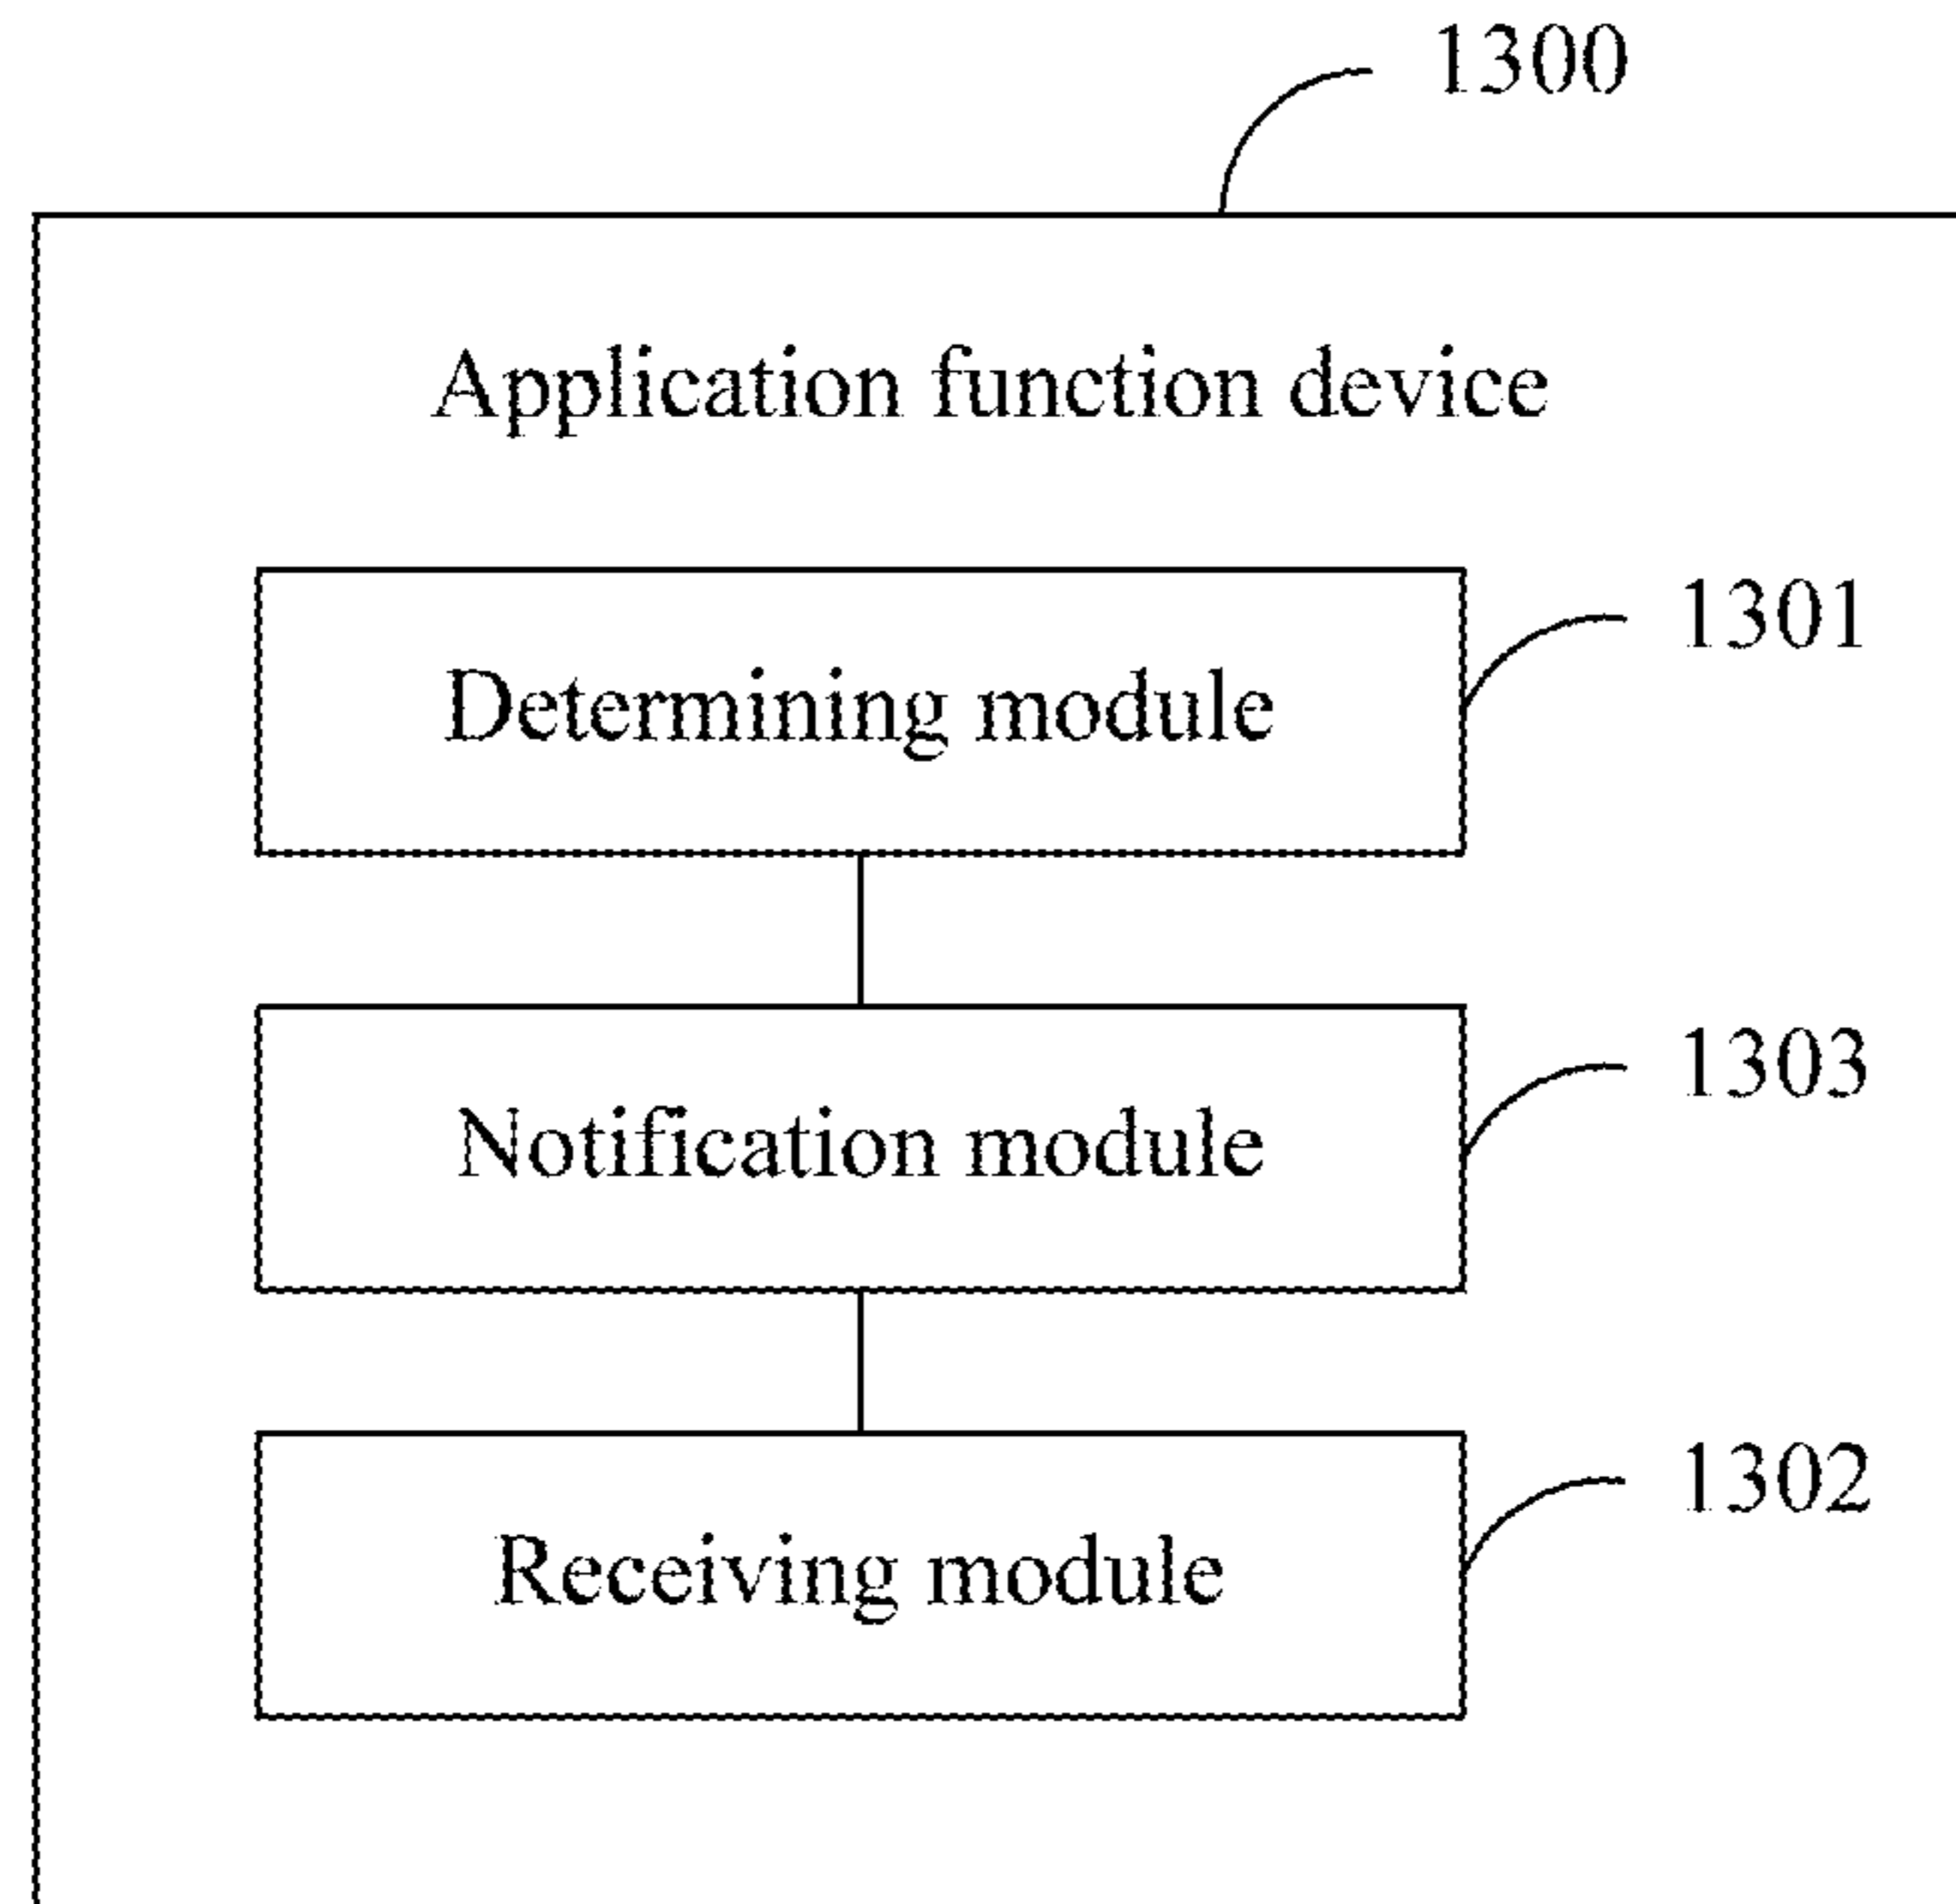 1300
Application function device
1301
Determining module
1303
Notification module
1302
Receiving module